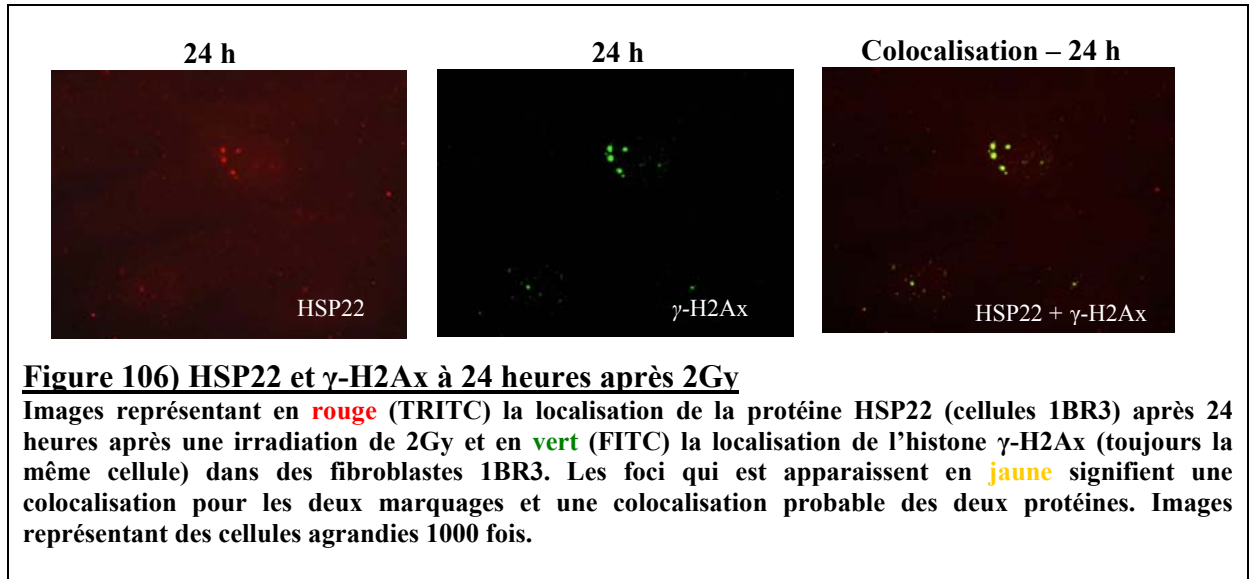 24 h
24 h
Colocalisation – 24 h
HSP22
γ-H2Ax
HSP22 + γ-H2Ax
Figure 106) HSP22 et γ-H2Ax à 24 heures après 2Gy
Images représentant en rouge (TRITC) la localisation de la protéine HSP22 (cellules 1BR3) après 24
heures après une irradiation de 2Gy et en vert (FITC) la localisation de l’histone γ-H2Ax (toujours la
même cellule) dans des fibroblastes 1BR3. Les foci qui est apparaissent en jaune signifient une
colocalisation pour les deux marquages et une colocalisation probable des deux protéines. Images
représentant des cellules agrandies 1000 fois.